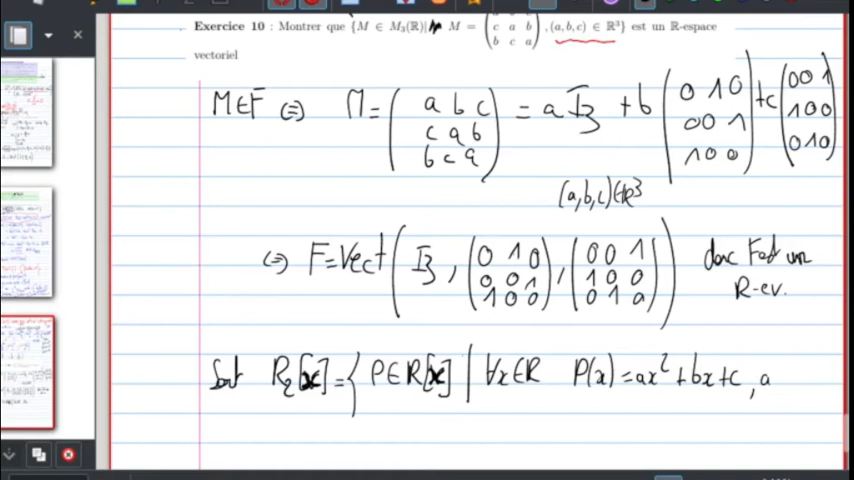 Exercice 10 : Montrer que {M ∈ M₃(ℝ)| M = ( c a b ; b c a ), (a, b, c) ∈ ℝ³} est un ℝ-espace
vectoriel
M∈F ⇔ M = ( a b c ; c a b ; b c a ) = a I3 + b ( 0 1 0 ; 0 0 1 ; 1 0 0 ) + c ( 0 0 1 ; 1 0 0 ; 0 1 0 )
(a,b,c)∈ℝ³
⇔ F = Vect ( I3 , ( 0 1 0 ; 0 0 1 ; 1 0 0 ) , ( 0 0 1 ; 1 0 0 ; 0 1 0 ) ) donc F est un
R-ev.
Soit R₂[x] = { P∈R[x] | ∀x∈R P(x) = ax² + bx + c , a